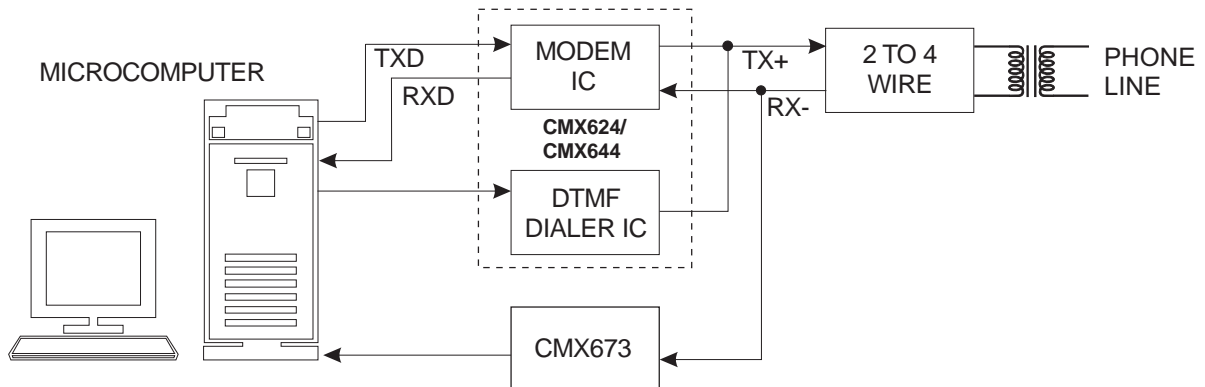 MICROCOMPUTER
TXD
RXD
MODEM
IC
CMX624/
CMX644
DTMF
DIALER IC
CMX673
TX+
RX-
2 TO 4
WIRE
PHONE
LINE